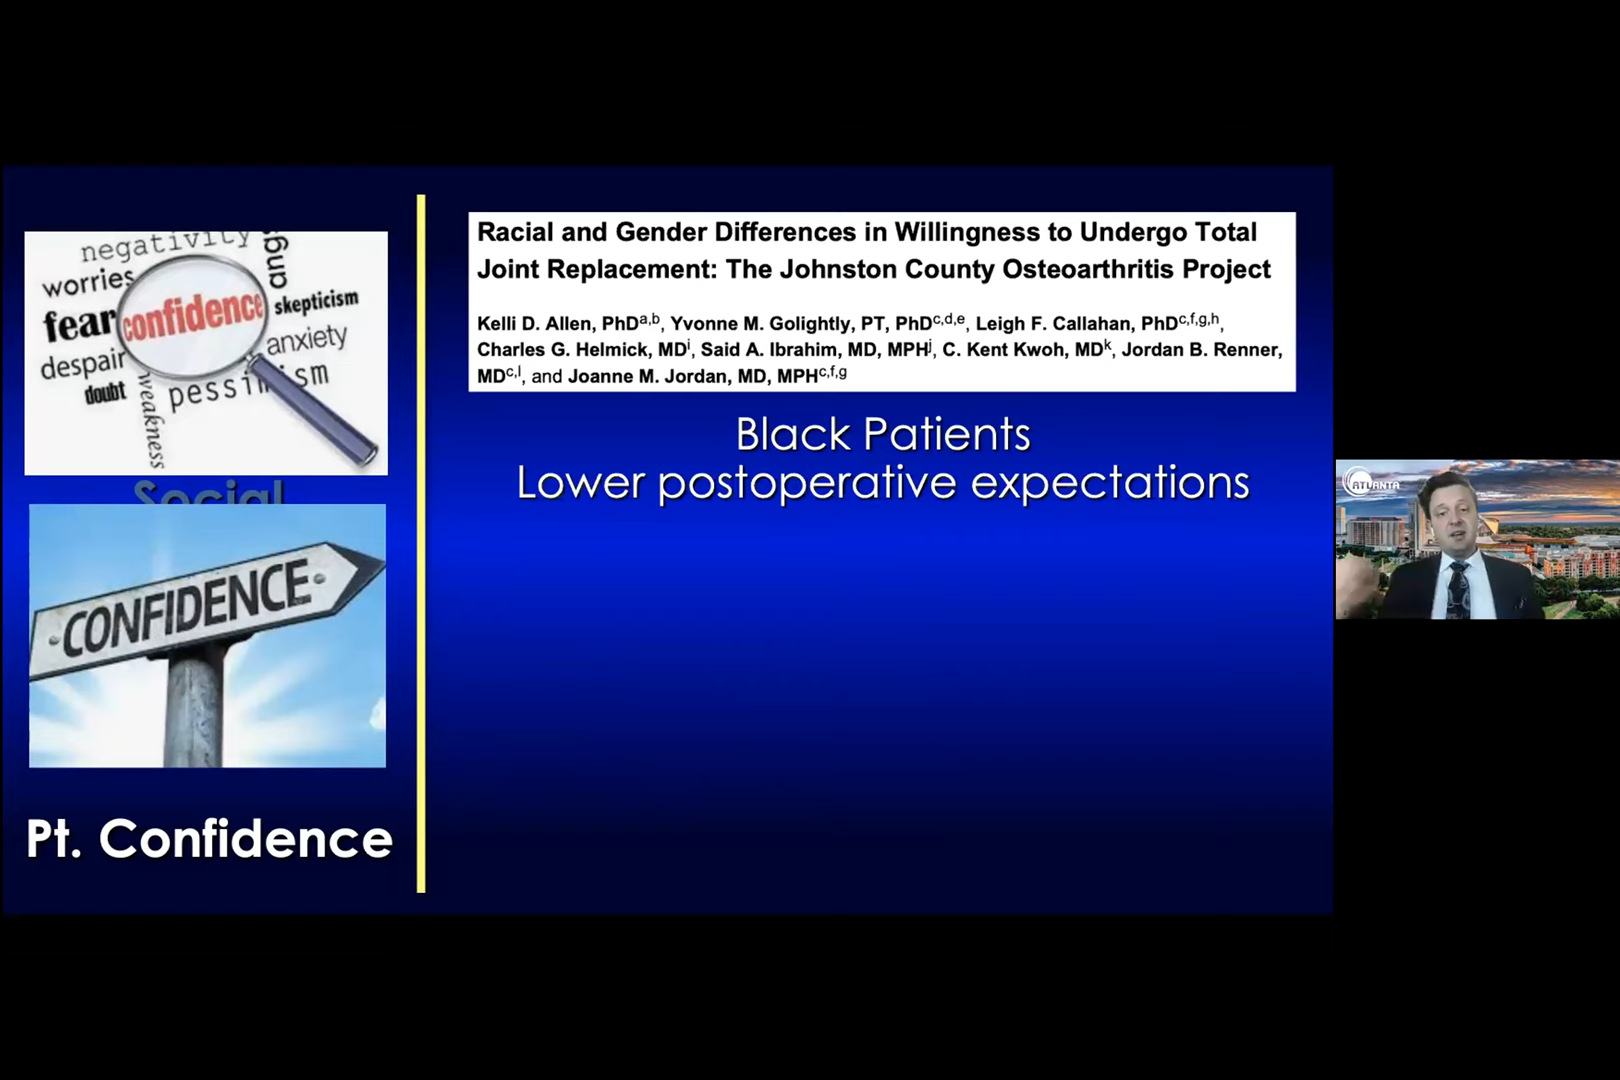 negativity
worries
confidence
skepticism
fear
anxiety
despair
doubt
weakness
Social
CONFIDENCE
Pt. Confidence
Racial and Gender Differences in Willingness to Undergo Total
Joint Replacement: The Johnston County Osteoarthritis Project
Kelli D. Allen, PhDa,b, Yvonne M. Golightly, PT, PhDc,d,e, Leigh F. Callahan, PhDc,f,g,h,
Charles G. Helmick, MDi, Said A. Ibrahim, MD, MPHj, C. Kent Kwoh, MDk, Jordan B. Renner,
MDc,l, and Joanne M. Jordan, MD, MPHc,f,g
Black Patients
Lower postoperative expectations
ATLANTA